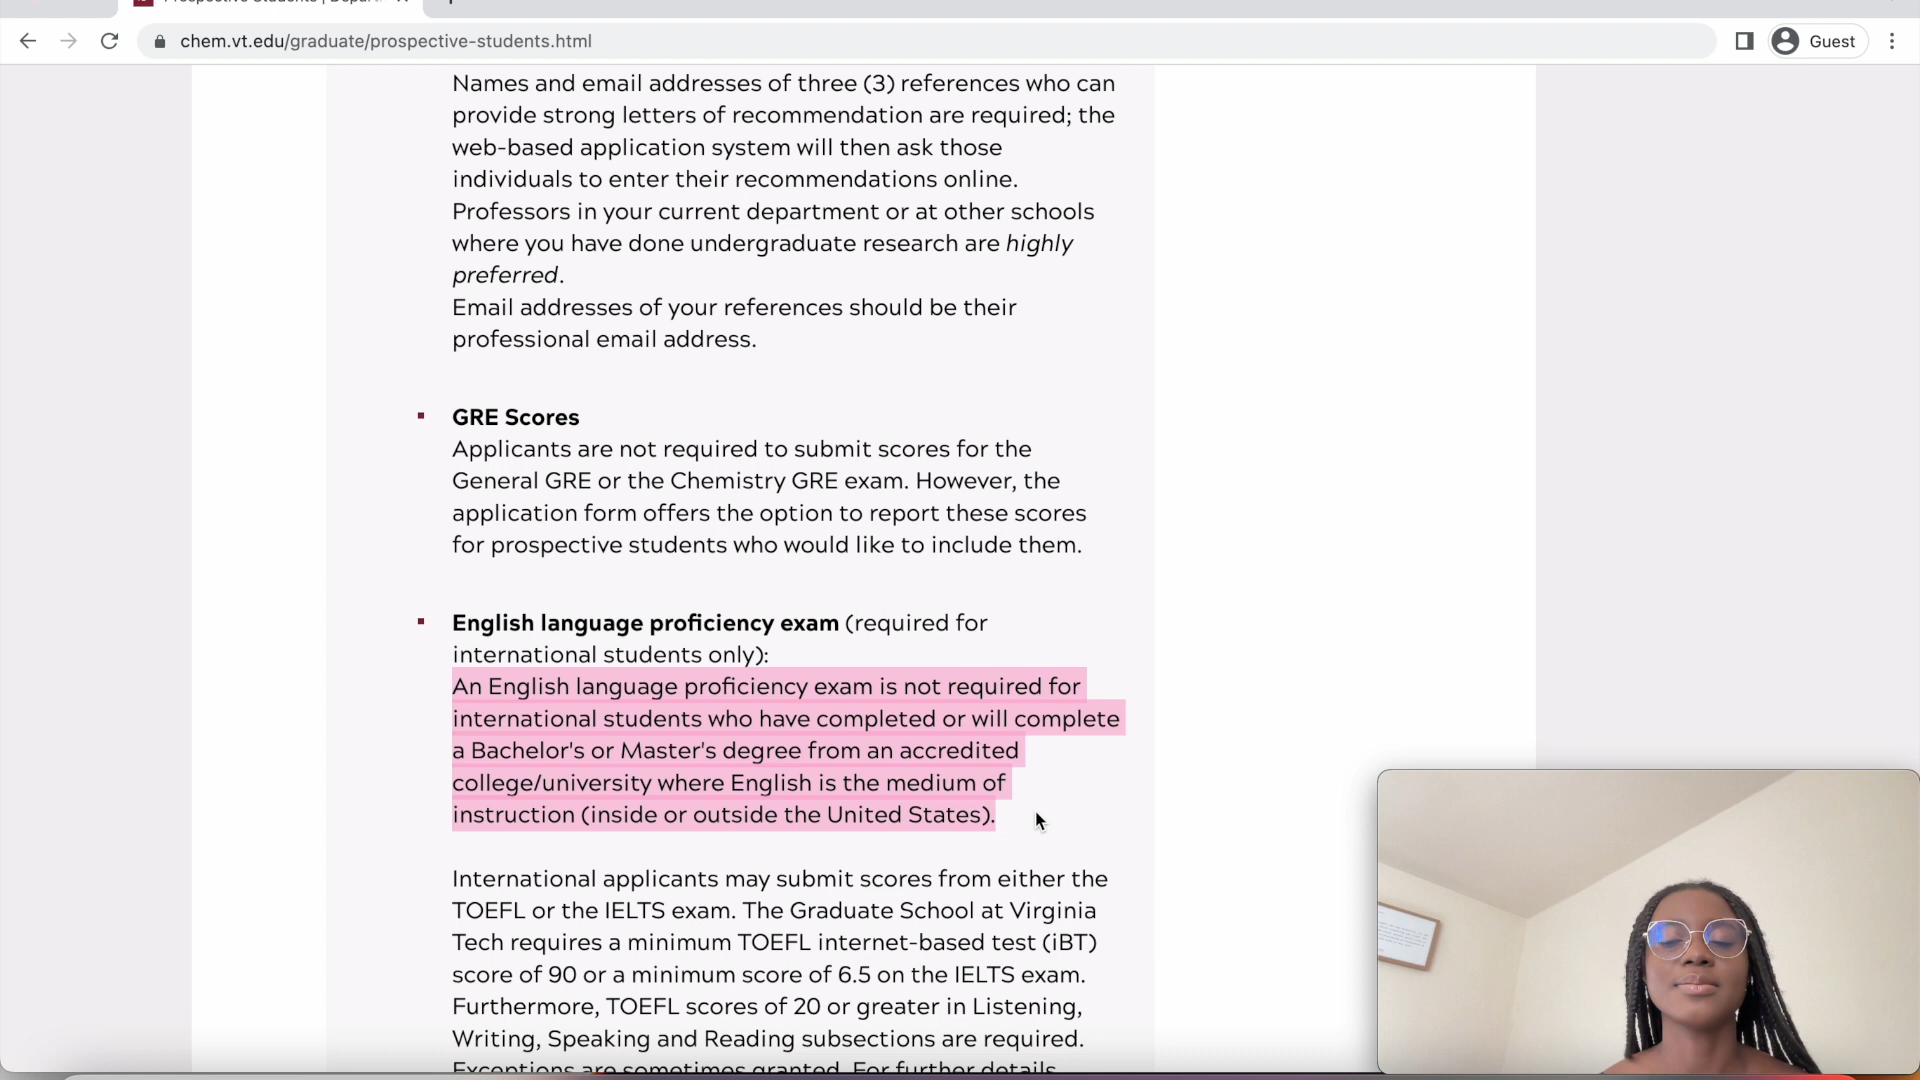 Prospective Students | Depart
chem.vt.edu/graduate/prospective-students.html
Guest
Names and email addresses of three (3) references who can
provide strong letters of recommendation are required; the
web-based application system will then ask those
individuals to enter their recommendations online.
Professors in your current department or at other schools
where you have done undergraduate research are highly
preferred.
Email addresses of your references should be their
professional email address.
GRE Scores
Applicants are not required to submit scores for the
General GRE or the Chemistry GRE exam. However, the
application form offers the option to report these scores
for prospective students who would like to include them.
English language proficiency exam (required for
international students only):
An English language proficiency exam is not required for
international students who have completed or will complete
a Bachelor's or Master's degree from an accredited
college/university where English is the medium of
instruction (inside or outside the United States).
International applicants may submit scores from either the
TOEFL or the IELTS exam. The Graduate School at Virginia
Tech requires a minimum TOEFL internet-based test (iBT)
score of 90 or a minimum score of 6.5 on the IELTS exam.
Furthermore, TOEFL scores of 20 or greater in Listening,
Writing, Speaking and Reading subsections are required.
Exceptions are sometimes granted. For further details